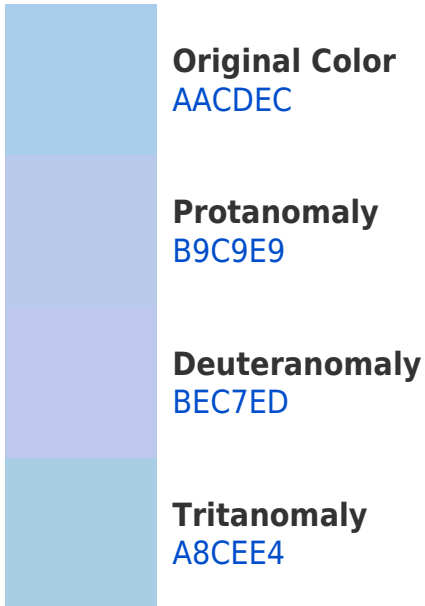 Original Color
AACDEC
Protanomaly
B9C9E9
Deuteranomaly
BEC7ED
Tritanomaly
A8CEE4